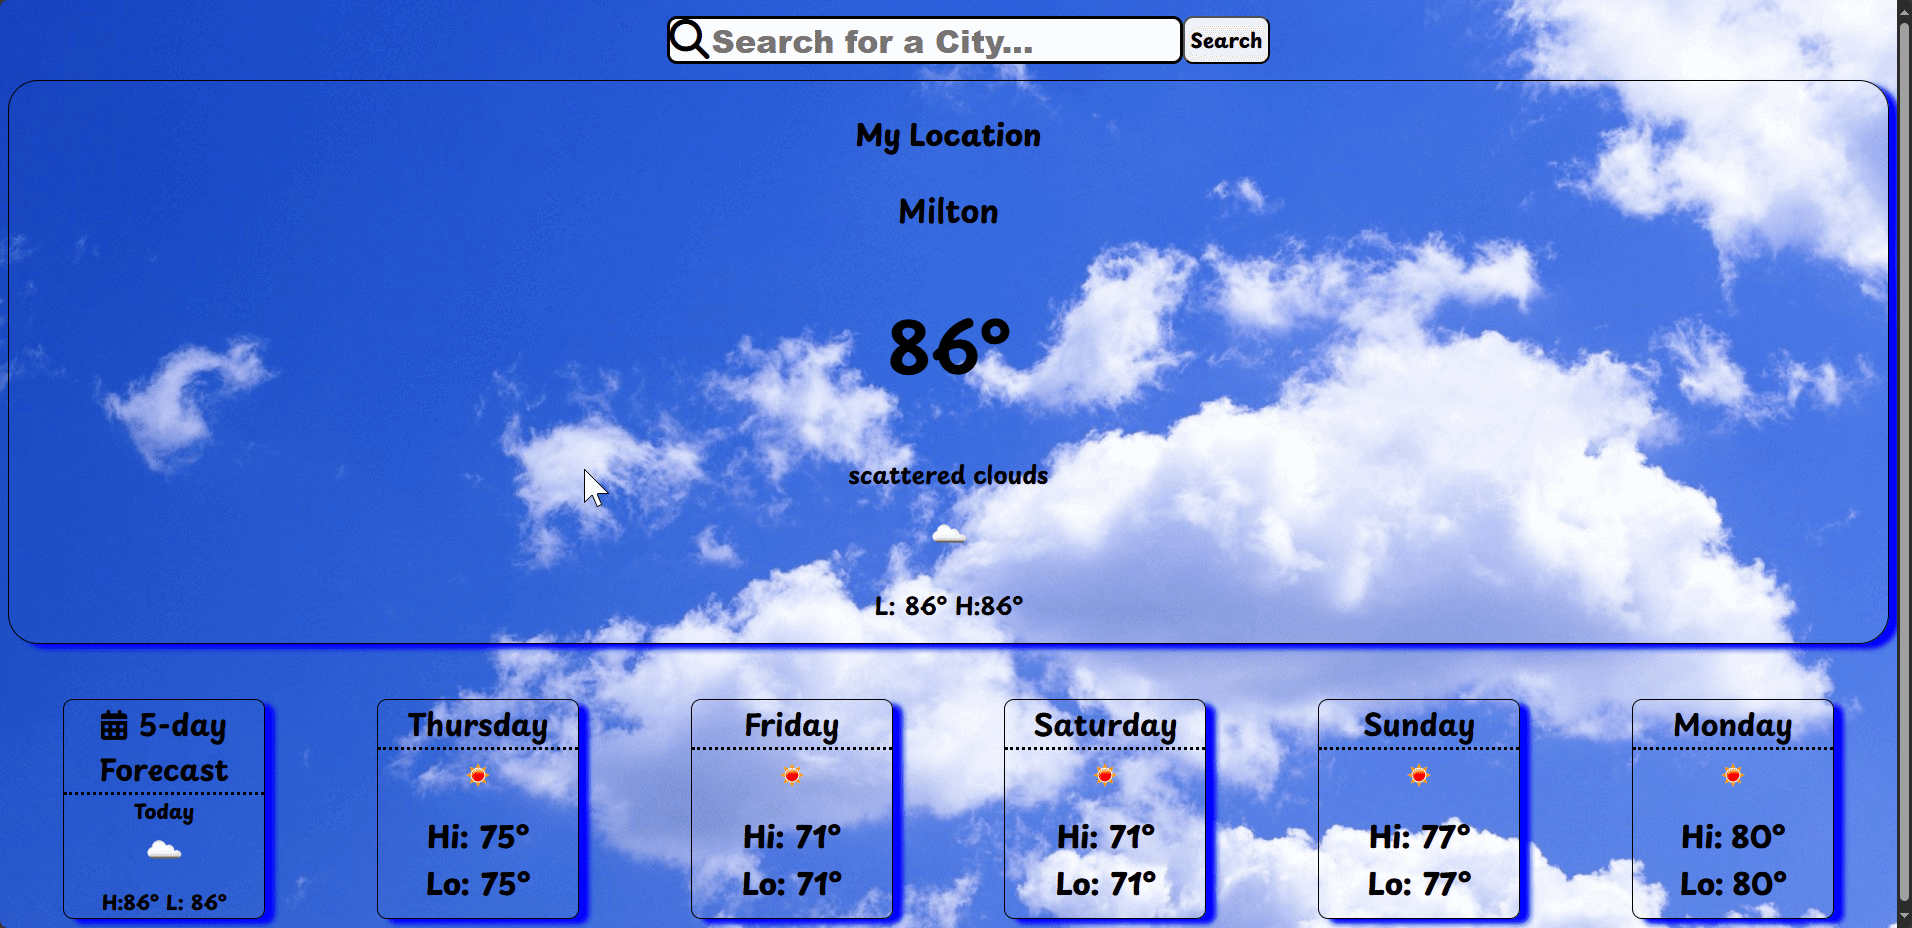 Search for a City...
Search
My Location
Milton
86°
scattered clouds
L: 86° H:86°
5-day
Forecast
Today
H:86° L: 86°
Thursday
Hi: 75°
Lo: 75°
Friday
Hi: 71°
Lo: 71°
Saturday
Hi: 71°
Lo: 71°
Sunday
Hi: 77°
Lo: 77°
Monday
Hi: 80°
Lo: 80°